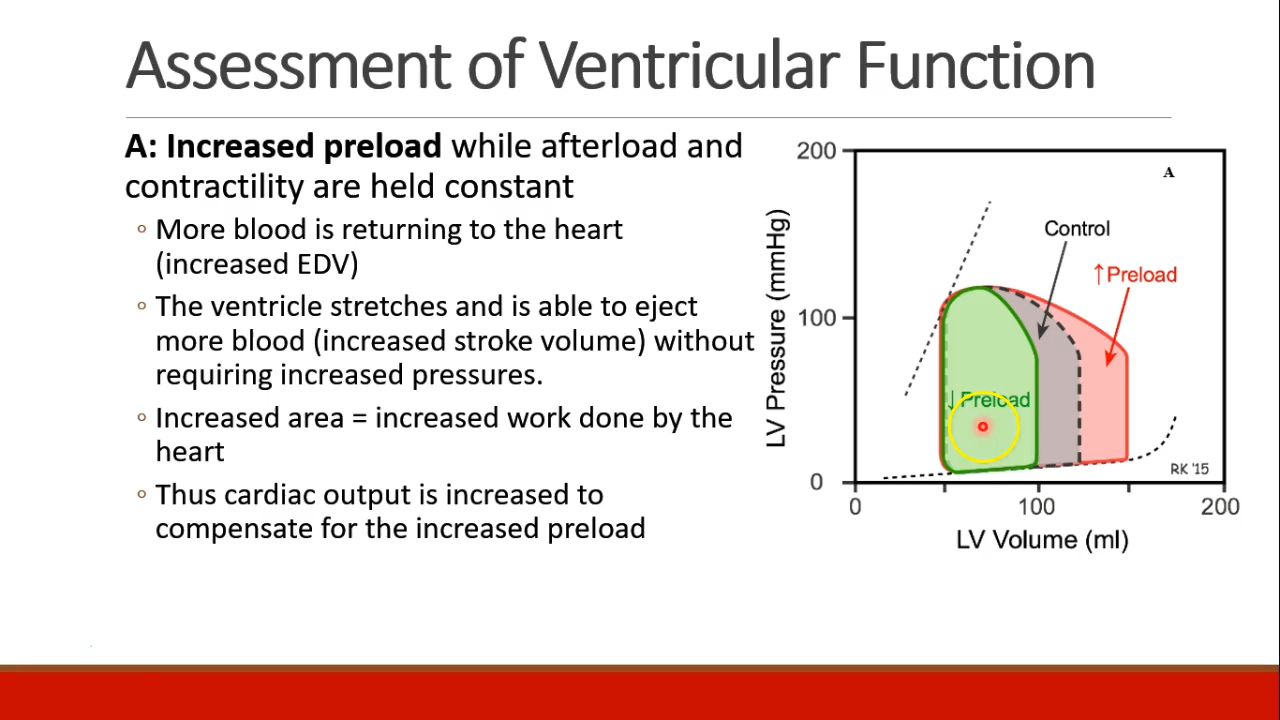 Assessment of Ventricular Function
A: Increased preload while afterload and
contractility are held constant
◦ More blood is returning to the heart
(increased EDV)
◦ The ventricle stretches and is able to eject
more blood (increased stroke volume) without
requiring increased pressures.
◦ Increased area = increased work done by the
heart
◦ Thus cardiac output is increased to
compensate for the increased preload
200
A
Control
↑Preload
100
LV Pressure (mmHg)
↓Preload
0
RK '15
0 100 200
LV Volume (ml)